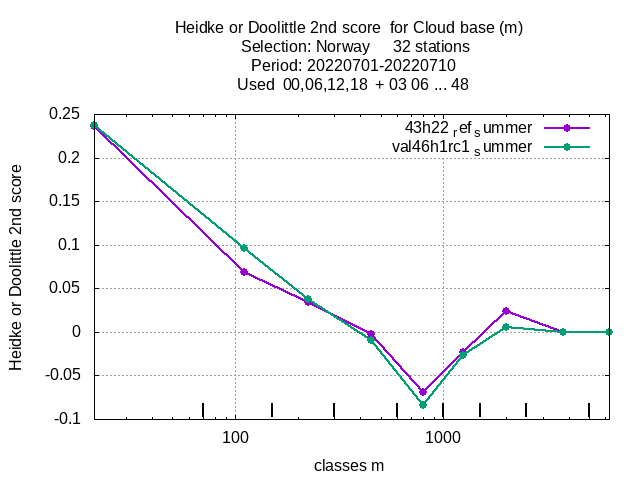 Heidke or Doolittle 2nd score  for Cloud base (m)
Selection: Norway     32 stations
Period: 20220701-20220710
Used  00,06,12,18  + 03 06 ... 48
43h22 ref summer
val46h1rc1 summer
0.25
0.2
0.15
0.1
0.05
0
-0.05
-0.1
Heidke or Doolittle 2nd score
100 1000
classes m